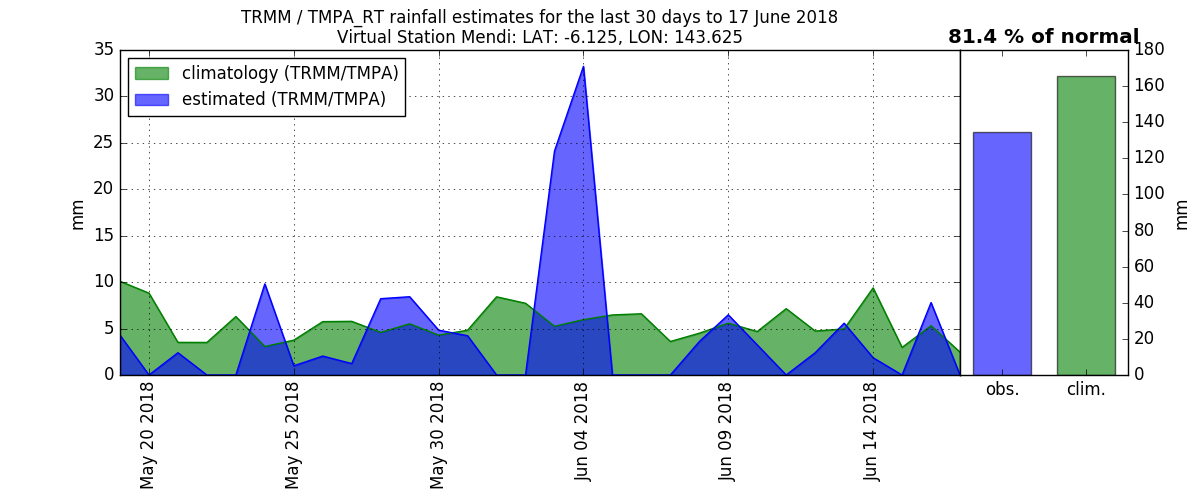 TRMM / TMPA_RT rainfall estimates for the last 30 days to 17 June 2018
Virtual Station Mendi: LAT: -6.125, LON: 143.625
81.4 % of normal
climatology (TRMM/TMPA)
estimated (TRMM/TMPA)
35
30
25
20
15
10
5
0
mm
May 20 2018
May 25 2018
May 30 2018
Jun 04 2018
Jun 09 2018
Jun 14 2018
obs.
clim.
180
160
140
120
100
80
60
40
20
0
mm